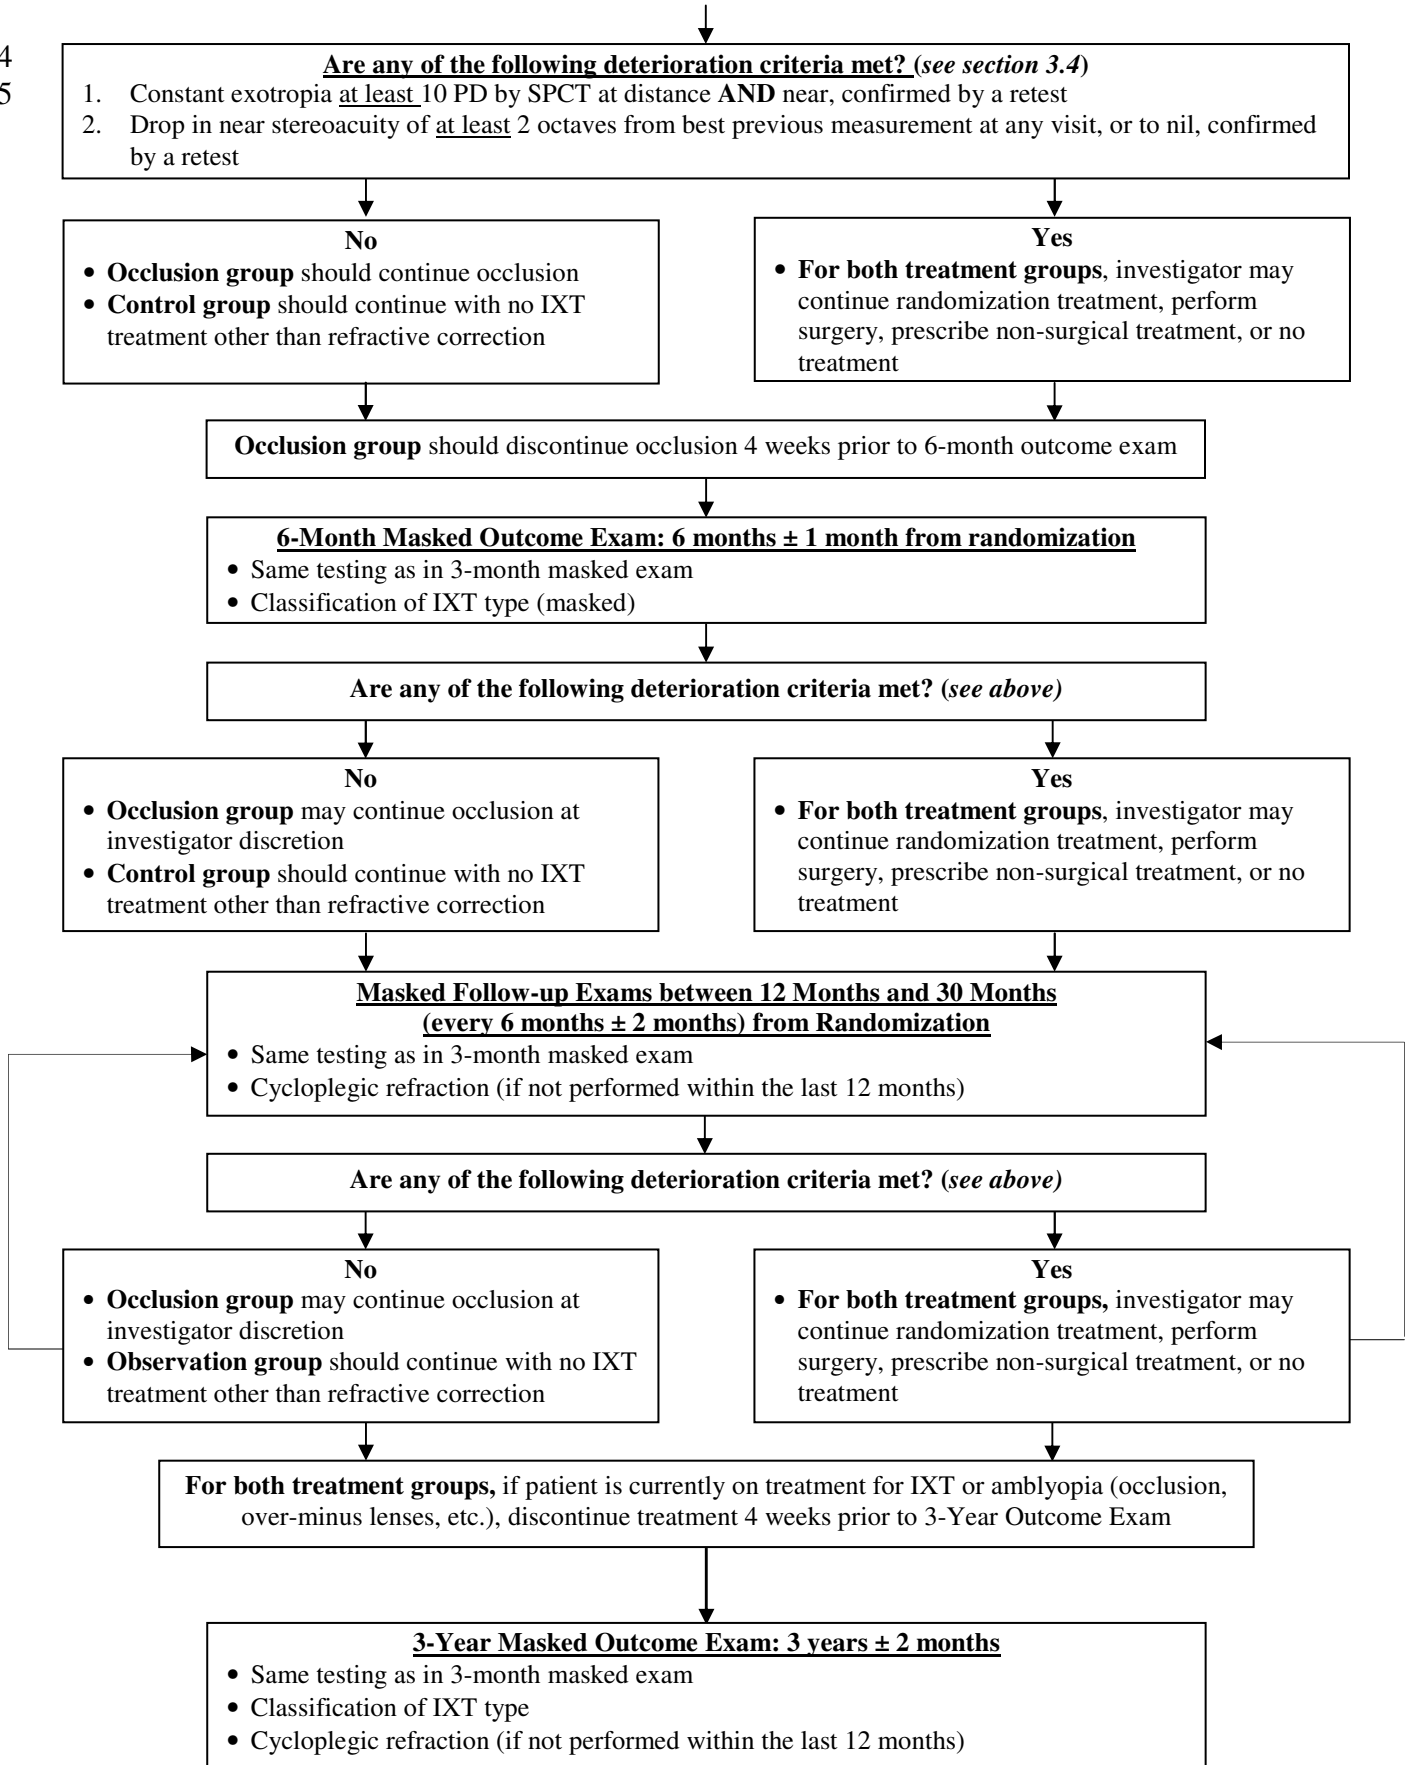 4
5
Are any of the following deterioration criteria met? (see section 3.4)
1. Constant exotropia at least 10 PD by SPCT at distance AND near, confirmed by a retest
2. Drop in near stereoacuity of at least 2 octaves from best previous measurement at any visit, or to nil, confirmed
by a retest
No
• Occlusion group should continue occlusion
• Control group should continue with no IXT
treatment other than refractive correction
Yes
• For both treatment groups, investigator may
continue randomization treatment, perform
surgery, prescribe non-surgical treatment, or no
treatment
Occlusion group should discontinue occlusion 4 weeks prior to 6-month outcome exam
6-Month Masked Outcome Exam: 6 months ± 1 month from randomization
• Same testing as in 3-month masked exam
• Classification of IXT type (masked)
Are any of the following deterioration criteria met? (see above)
No
• Occlusion group may continue occlusion at
investigator discretion
• Control group should continue with no IXT
treatment other than refractive correction
Yes
• For both treatment groups, investigator may
continue randomization treatment, perform
surgery, prescribe non-surgical treatment, or no
treatment
Masked Follow-up Exams between 12 Months and 30 Months
(every 6 months ± 2 months) from Randomization
• Same testing as in 3-month masked exam
• Cycloplegic refraction (if not performed within the last 12 months)
Are any of the following deterioration criteria met? (see above)
No
• Occlusion group may continue occlusion at
investigator discretion
• Observation group should continue with no IXT
treatment other than refractive correction
Yes
• For both treatment groups, investigator may
continue randomization treatment, perform
surgery, prescribe non-surgical treatment, or no
treatment
For both treatment groups, if patient is currently on treatment for IXT or amblyopia (occlusion,
over-minus lenses, etc.), discontinue treatment 4 weeks prior to 3-Year Outcome Exam
3-Year Masked Outcome Exam: 3 years ± 2 months
• Same testing as in 3-month masked exam
• Classification of IXT type
• Cycloplegic refraction (if not performed within the last 12 months)